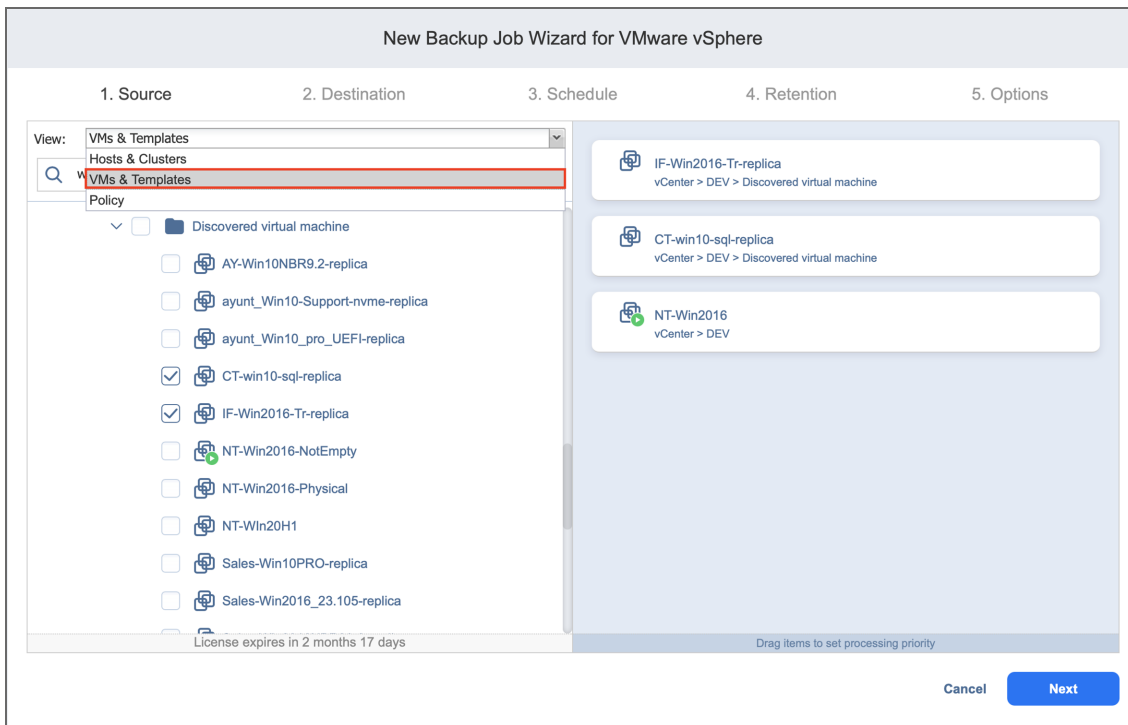 New Backup Job Wizard for VMware vSphere
1. Source
2. Destination
3. Schedule
4. Retention
5. Options
View:
VMs & Templates
Hosts & Clusters
VMs & Templates
Policy
Discovered virtual machine
AY-Win10NBR9.2-replica
ayunt_Win10-Support-nvme-replica
ayunt_Win10_pro_UEFI-replica
CT-win10-sql-replica
IF-Win2016-Tr-replica
NT-Win2016-NotEmpty
NT-Win2016-Physical
NT-WIn20H1
Sales-Win10PRO-replica
Sales-Win2016_23.105-replica
License expires in 2 months 17 days
IF-Win2016-Tr-replica
vCenter > DEV > Discovered virtual machine
CT-win10-sql-replica
vCenter > DEV > Discovered virtual machine
NT-Win2016
vCenter > DEV
Drag items to set processing priority
Cancel
Next